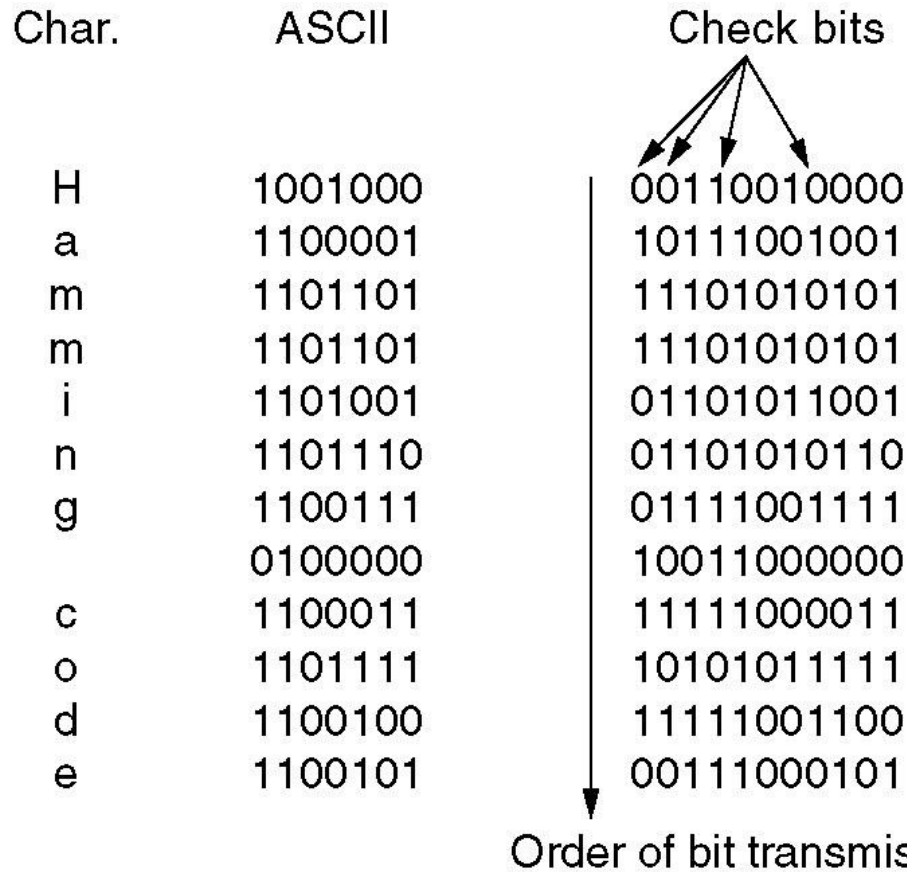 Char. ASCII Check bits
H 1001000 00110010000
a 1100001 10111001001
m 1101101 11101010101
m 1101101 11101010101
i 1101001 01101011001
n 1101110 01101010110
g 1100111 01111001111
0100000 10011000000
c 1100011 11111000011
o 1101111 10101011111
d 1100100 11111001100
e 1100101 00111000101
Order of bit transmis